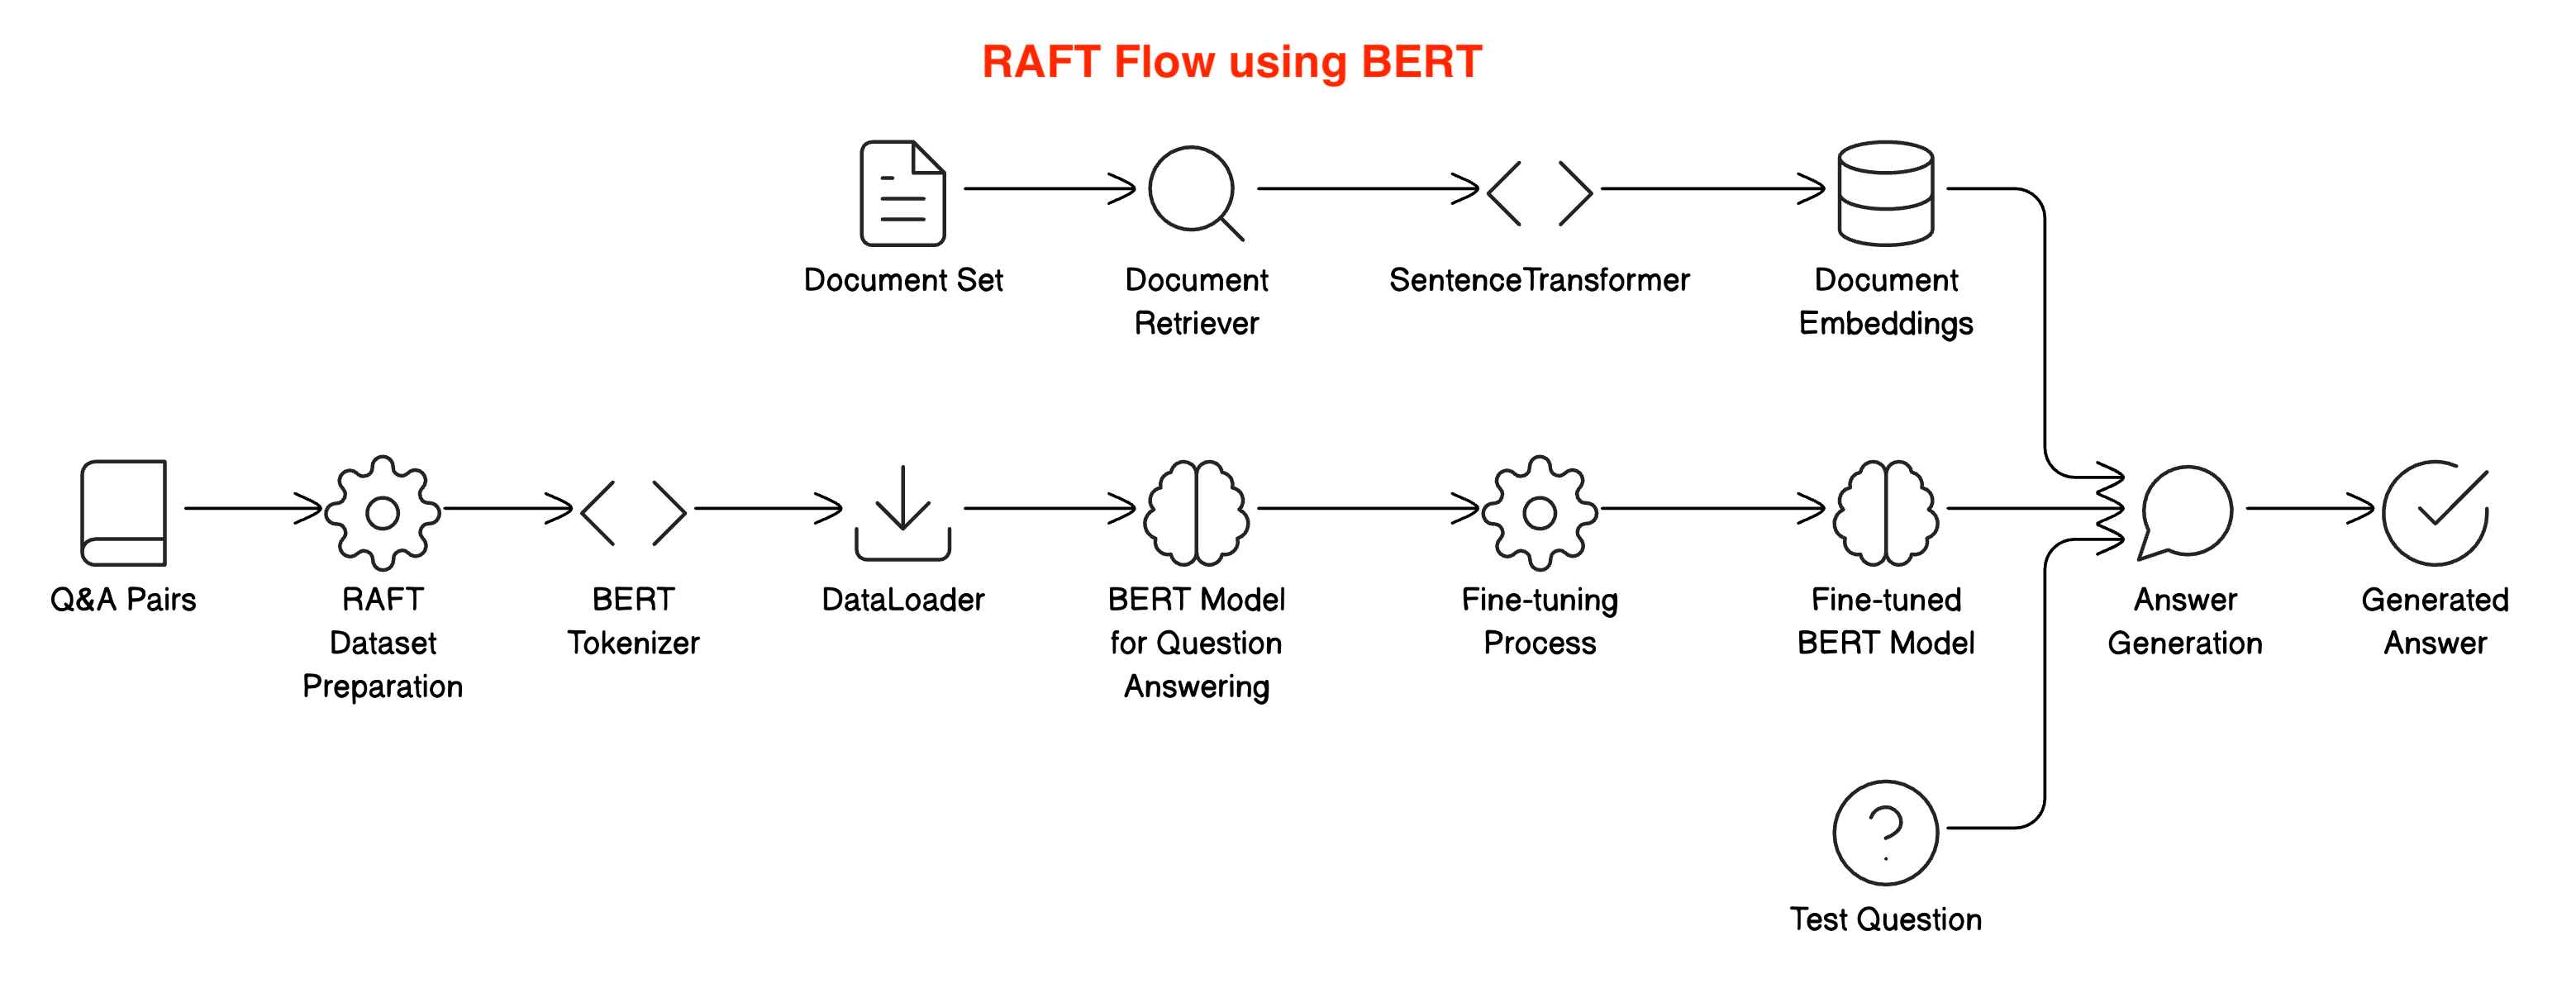 RAFT Flow using BERT
Document Set
Document
Retriever
SentenceTransformer
Document
Embeddings
Q&A Pairs
RAFT
Dataset
Preparation
BERT
Tokenizer
DataLoader
BERT Model
for Question
Answering
Fine-tuning
Process
Fine-tuned
BERT Model
Answer
Generation
Generated
Answer
Test Question